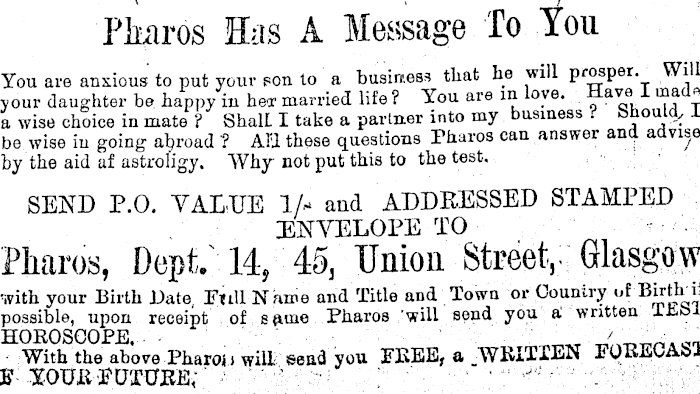 Pharos Has A Message To You
You are anxious to put your son to a business that he will prosper. Will
your daughter be happy in her married life? You are in love. Have I made
a wise choice in mate? Shall I take a partner into my business? Should I
be wise in going abroad? All these questions Pharos can answer and advise
by the aid af astroligy. Why not put this to the test.
SEND P.O. VALUE 1/- and ADDRESSED STAMPED
ENVELOPE TO
Pharos, Dept. 14, 45, Union Street, Glasgow
with your Birth Date, Full Name and Title and Town or Country of Birth i
possible, upon receipt of same Pharos will send you a written TEST
HOROSCOPE.
With the above Pharos will send you FREE, a WRITTEN FORECAST
F YOUR FUTURE.